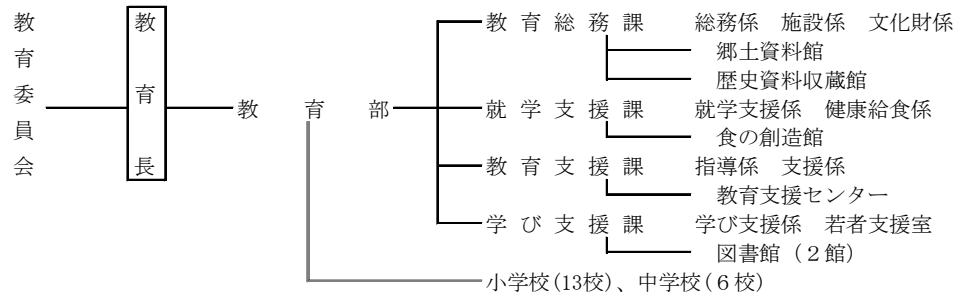 教育委員会
教育長
教育部
教育総務課 総務係 施設係 文化財係
郷土資料館
歴史資料収蔵館
就学支援課 就学支援係 健康給食係
食の創造館
教育支援課 指導係 支援係
教育支援センター
学び支援課 学び支援係 若者支援室
図書館（２館）
小学校(13校)、中学校(６校)